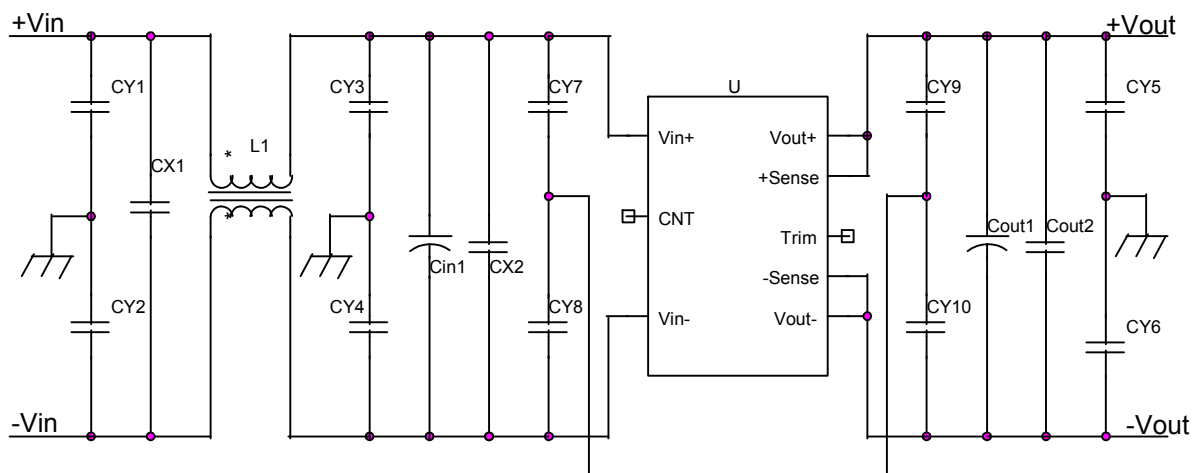 +Vin
+Vout
CY1
CY3
CY7
U
CY9
CY5
L1
*
CX1
Vin+
Vout+
+Sense
CNT
*
Trim
Cin1
CX2
Cout1
Cout2
-Sense
CY2
CY4
CY8
Vin-
Vout-
CY10
CY6
-Vin
-Vout